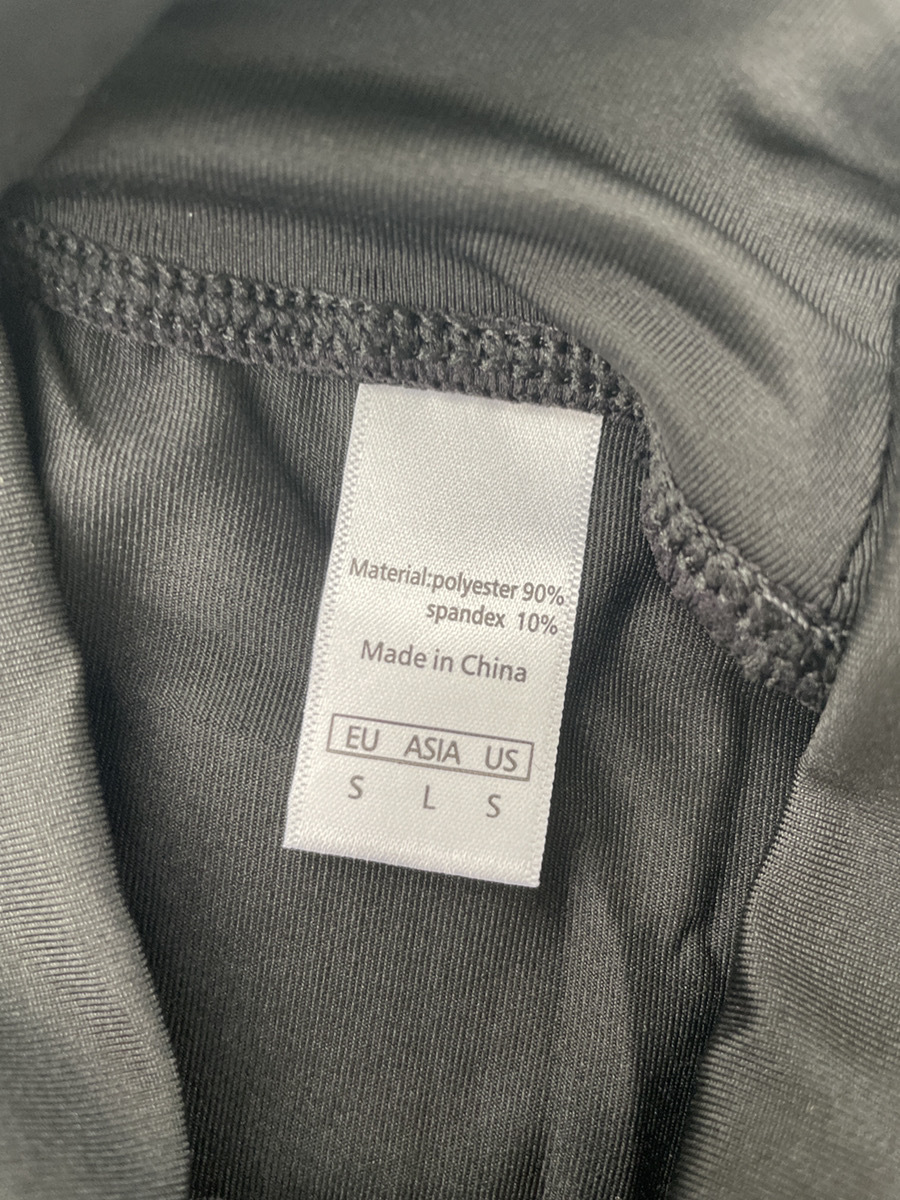 Material:polyester 90%
spandex 10%
Made in China
EU ASIA US
S L S